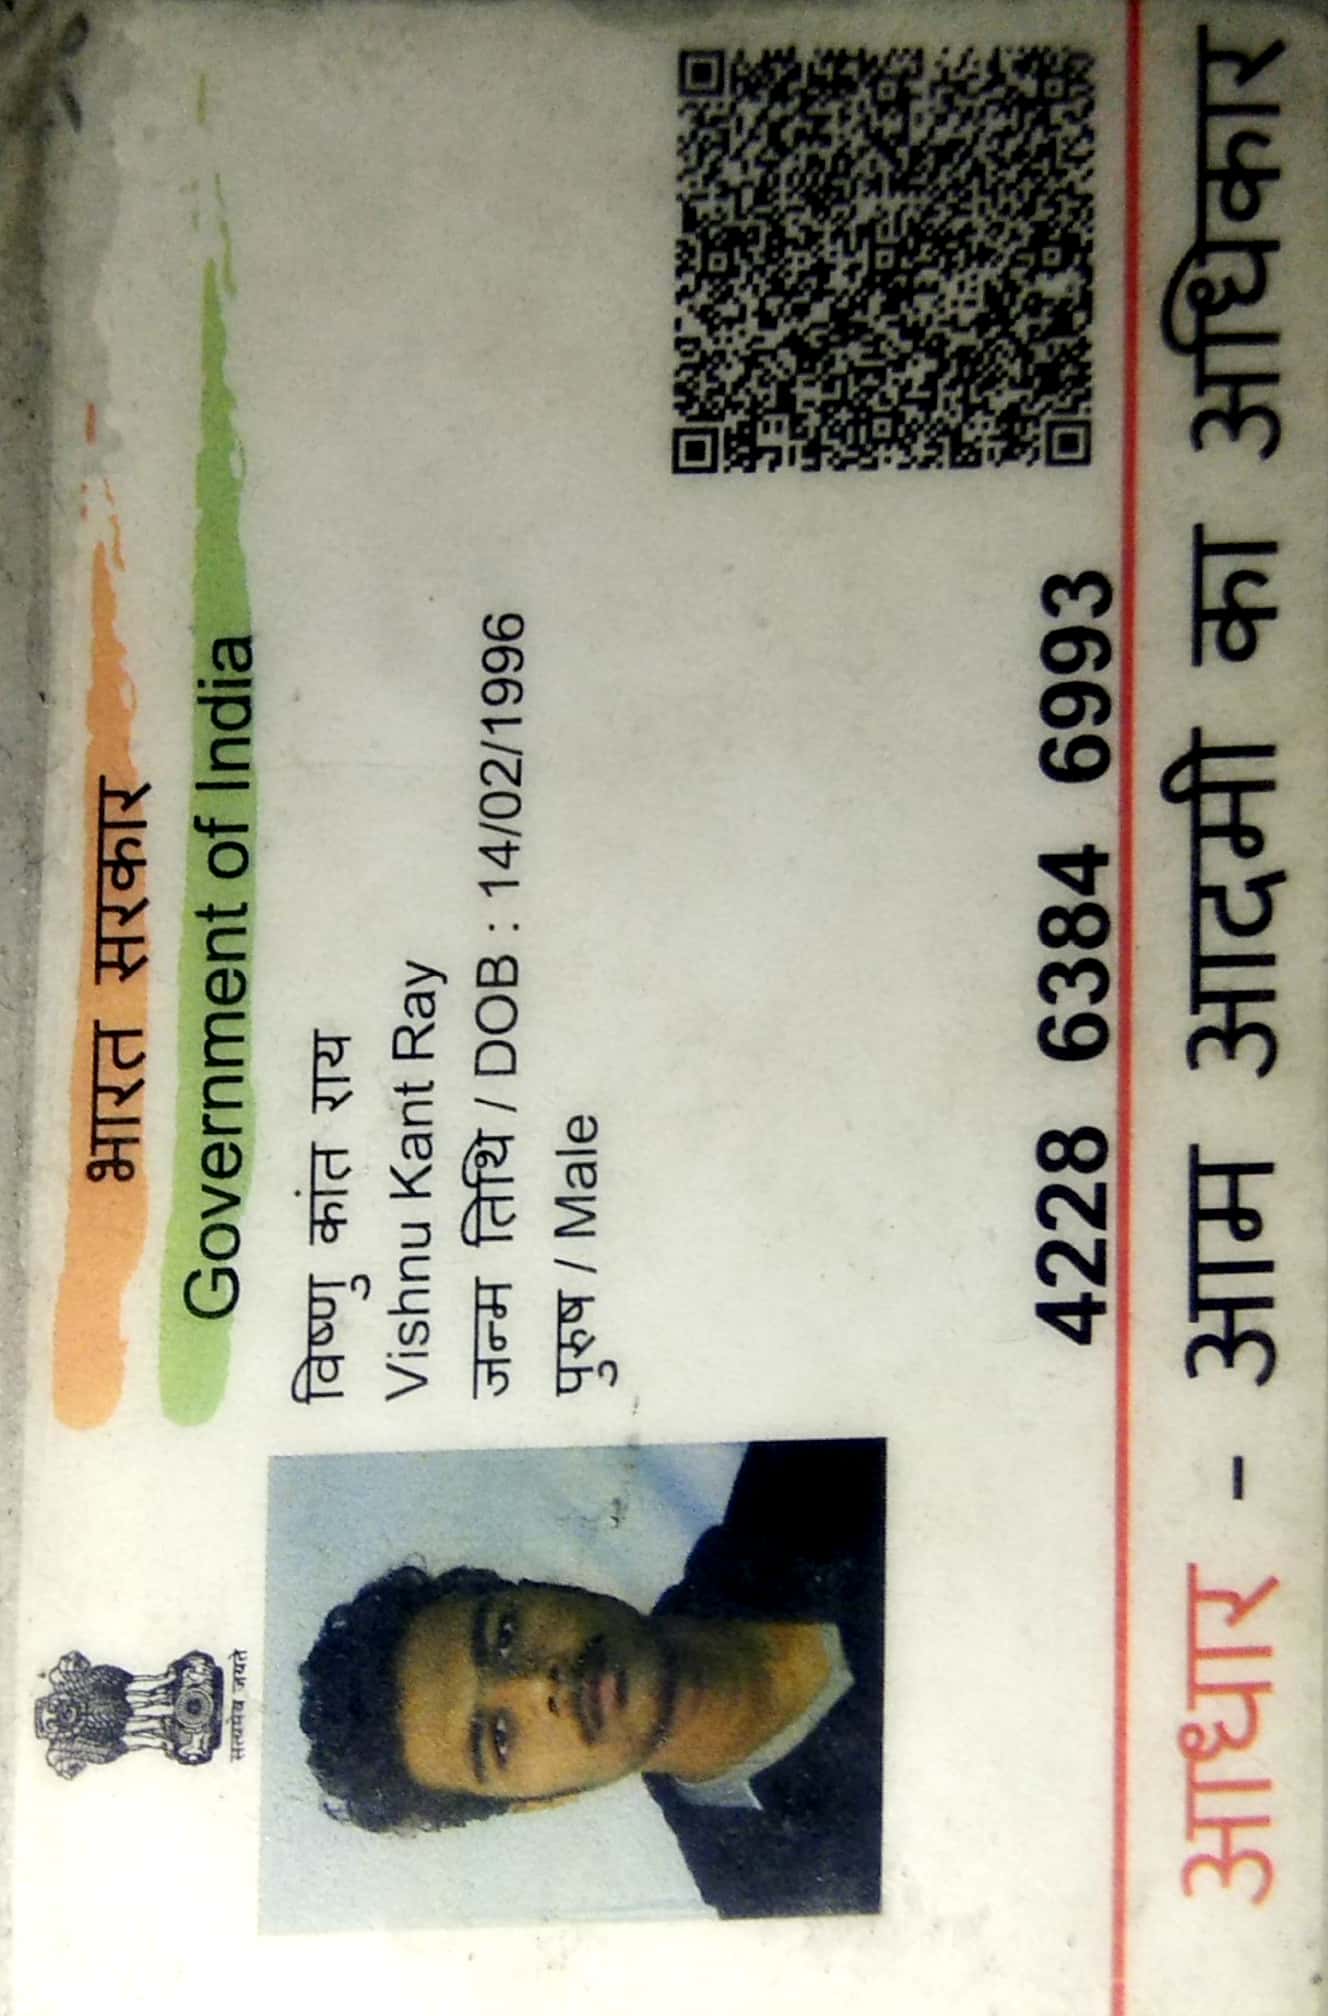 भारत सरकार
Government of India
सत्यमेव जयते
विष्णु कांत राय
Vishnu Kant Ray
जन्म तिथि / DOB : 14/02/1996
पुरुष / Male
4228 6384 6993
आधार - आम आदमी का अधिकार